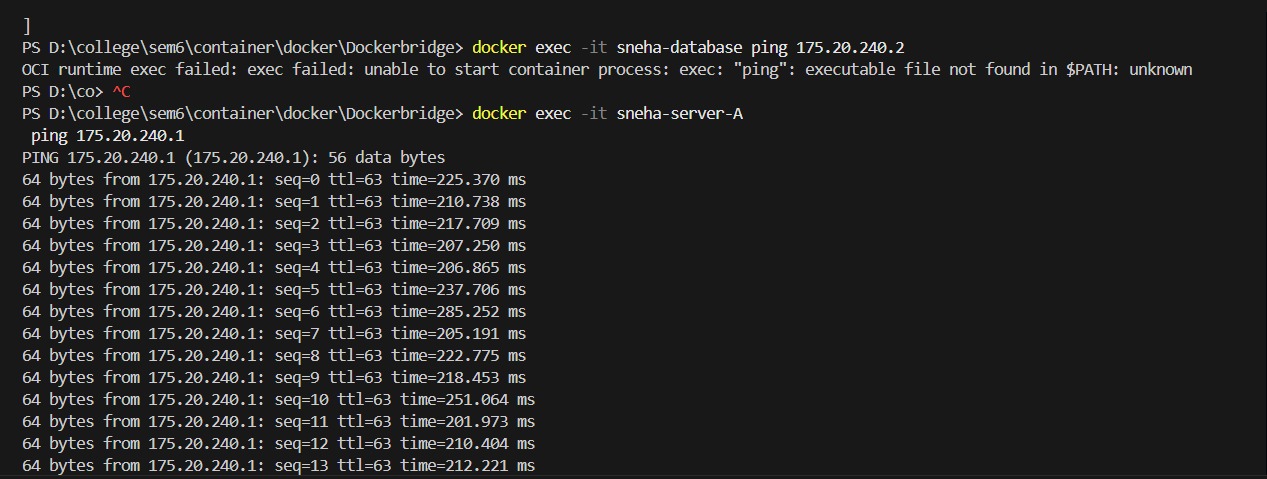 ]
PS D:\college\sem6\container\docker\Dockerbridge> docker exec -it sneha-database ping 175.20.240.2
OCI runtime exec failed: exec failed: unable to start container process: exec: "ping": executable file not found in $PATH: unknown
PS D:\co> ^C
PS D:\college\sem6\container\docker\Dockerbridge> docker exec -it sneha-server-A
 ping 175.20.240.1
PING 175.20.240.1 (175.20.240.1): 56 data bytes
64 bytes from 175.20.240.1: seq=0 ttl=63 time=225.370 ms
64 bytes from 175.20.240.1: seq=1 ttl=63 time=210.738 ms
64 bytes from 175.20.240.1: seq=2 ttl=63 time=217.709 ms
64 bytes from 175.20.240.1: seq=3 ttl=63 time=207.250 ms
64 bytes from 175.20.240.1: seq=4 ttl=63 time=206.865 ms
64 bytes from 175.20.240.1: seq=5 ttl=63 time=237.706 ms
64 bytes from 175.20.240.1: seq=6 ttl=63 time=285.252 ms
64 bytes from 175.20.240.1: seq=7 ttl=63 time=205.191 ms
64 bytes from 175.20.240.1: seq=8 ttl=63 time=222.775 ms
64 bytes from 175.20.240.1: seq=9 ttl=63 time=218.453 ms
64 bytes from 175.20.240.1: seq=10 ttl=63 time=251.064 ms
64 bytes from 175.20.240.1: seq=11 ttl=63 time=201.973 ms
64 bytes from 175.20.240.1: seq=12 ttl=63 time=210.404 ms
64 bytes from 175.20.240.1: seq=13 ttl=63 time=212.221 ms